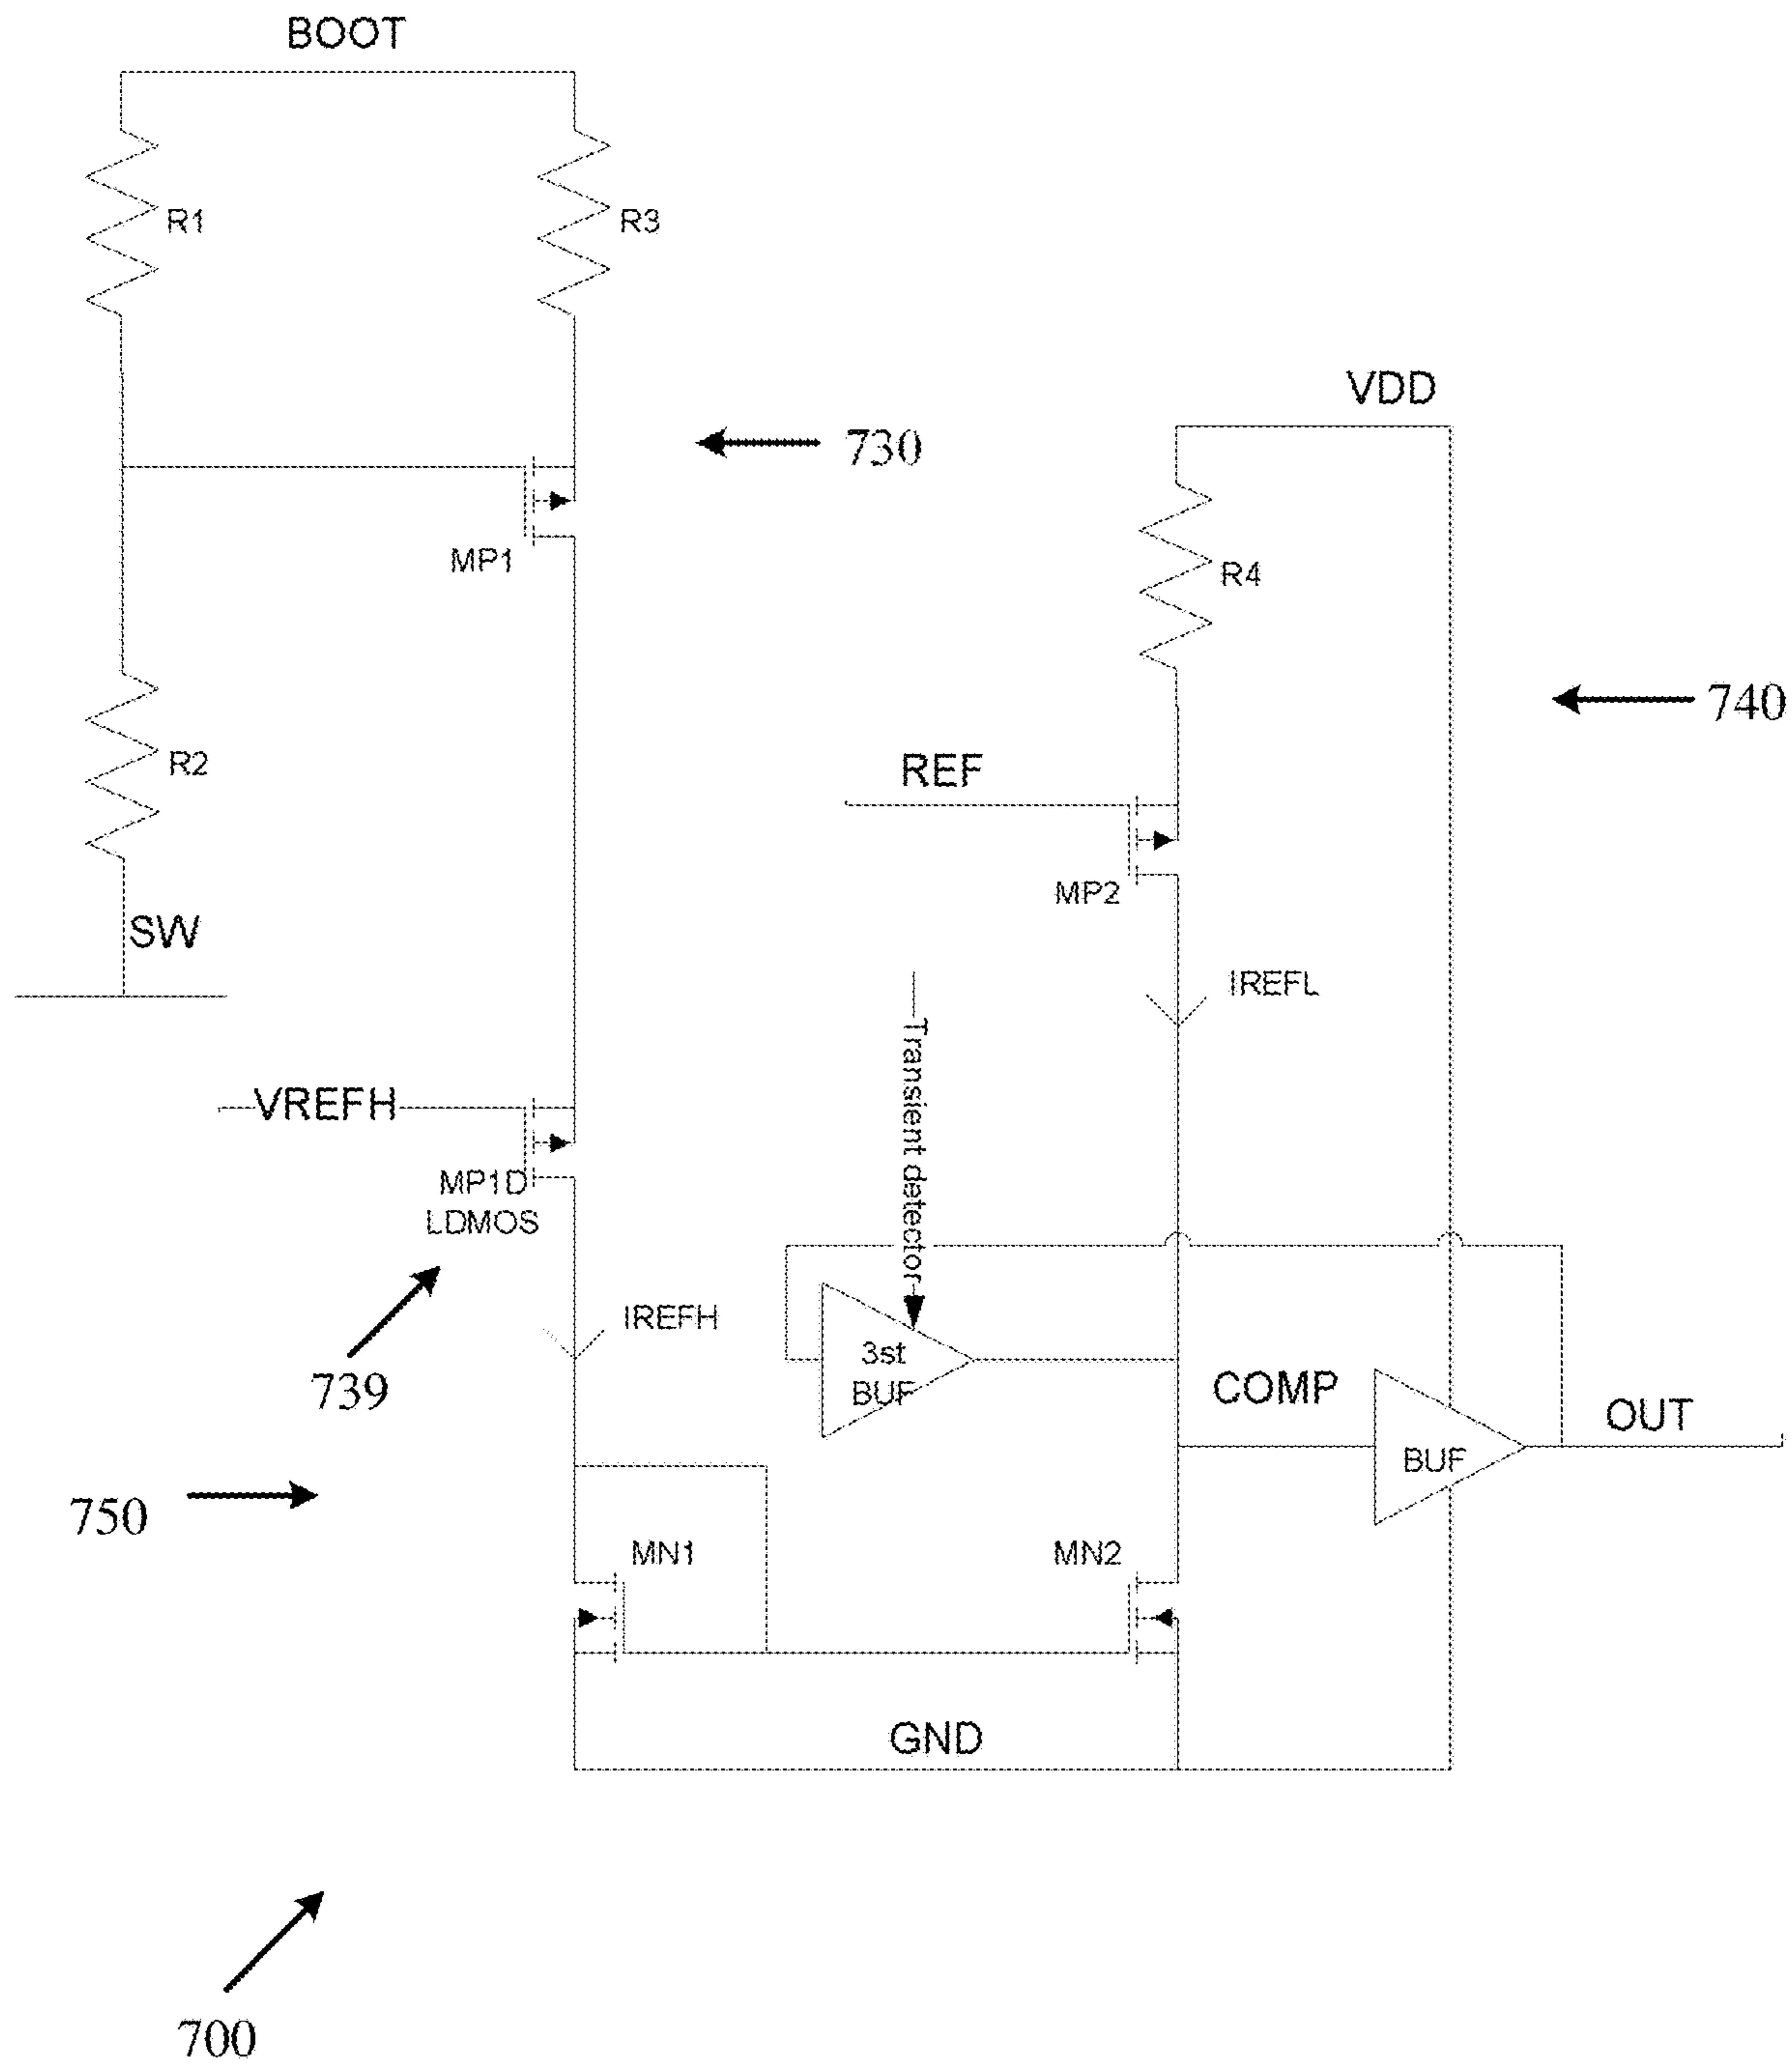 BOOT
R1
R3
VDD
730
MP1
R4
740
R2
REF
MP2
SW
IREFL
Transient detector
VREFH
MP1D
LDMOS
IREFH
3st
BUF
739
COMP
OUT
BUF
750
MN1
MN2
GND
700